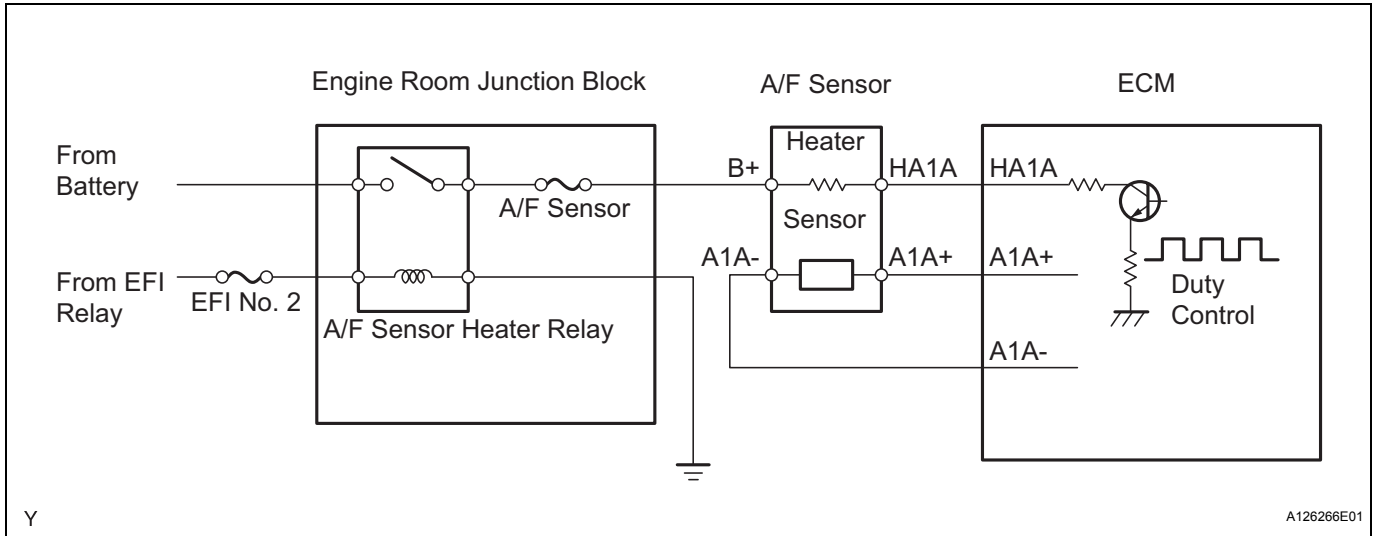 Engine Room Junction Block
A/F Sensor
ECM
From
Battery
A/F Sensor
B+
Heater
HA1A
HA1A
Sensor
From EFI
Relay
EFI No. 2
A/F Sensor Heater Relay
A1A-
A1A+
A1A+
Duty
Control
A1A-
Y
A126266E01